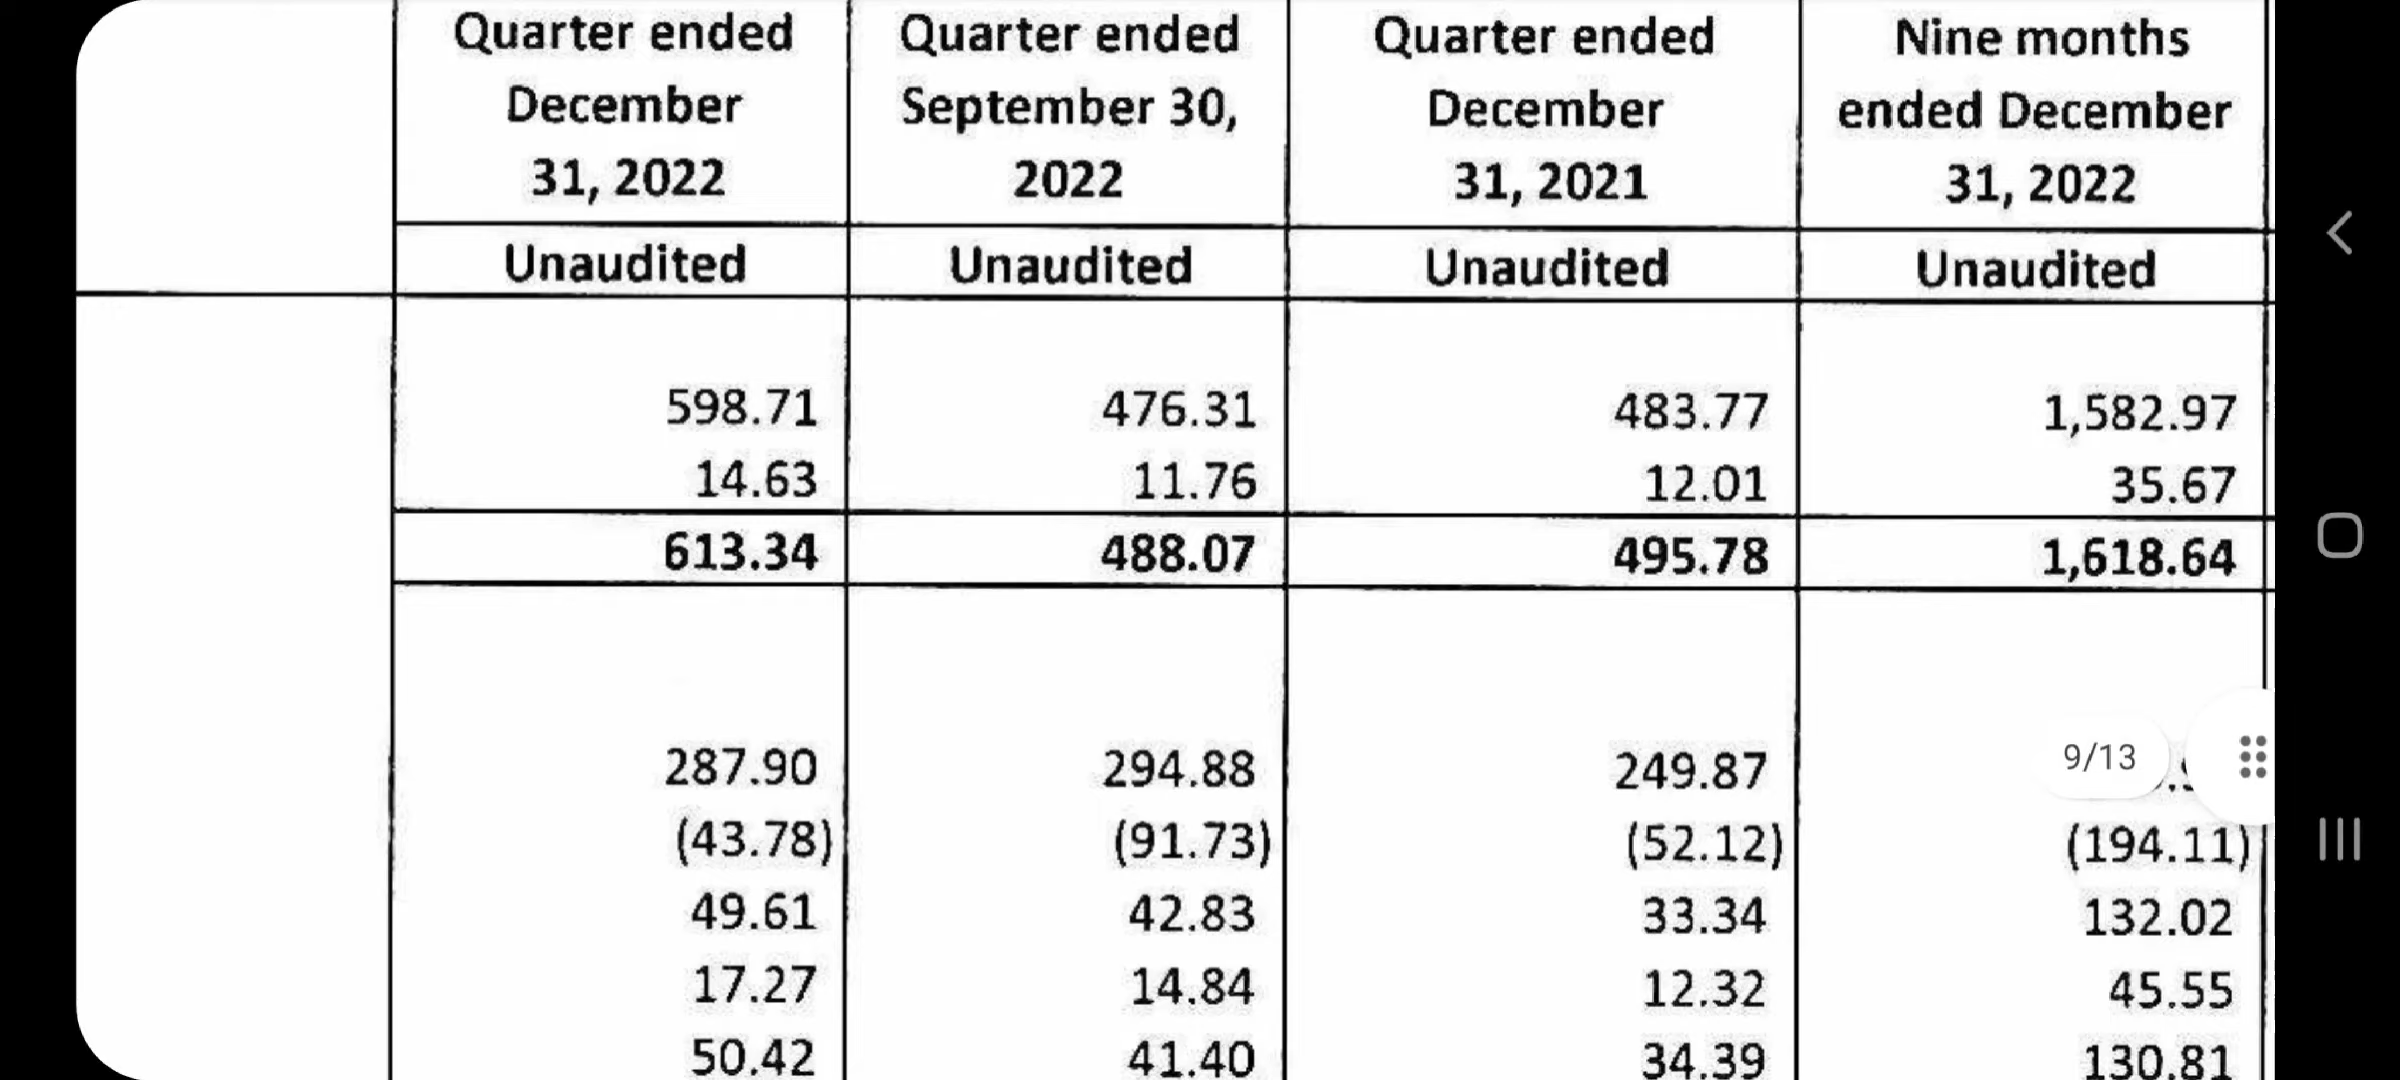 Quarter ended Quarter ended Quarter ended Nine months
December September 30, December ended December
31, 2022 2022 31, 2021 31, 2022
Unaudited Unaudited Unaudited Unaudited
598.71 476.31 483.77 1,582.97
14.63 11.76 12.01 35.67
613.34 488.07 495.78 1,618.64
287.90 294.88 249.87
9/13
(43.78) (91.73) (52.12) (194.11)
49.61 42.83 33.34 132.02
17.27 14.84 12.32 45.55
50.42 41.40 34.39 130.81